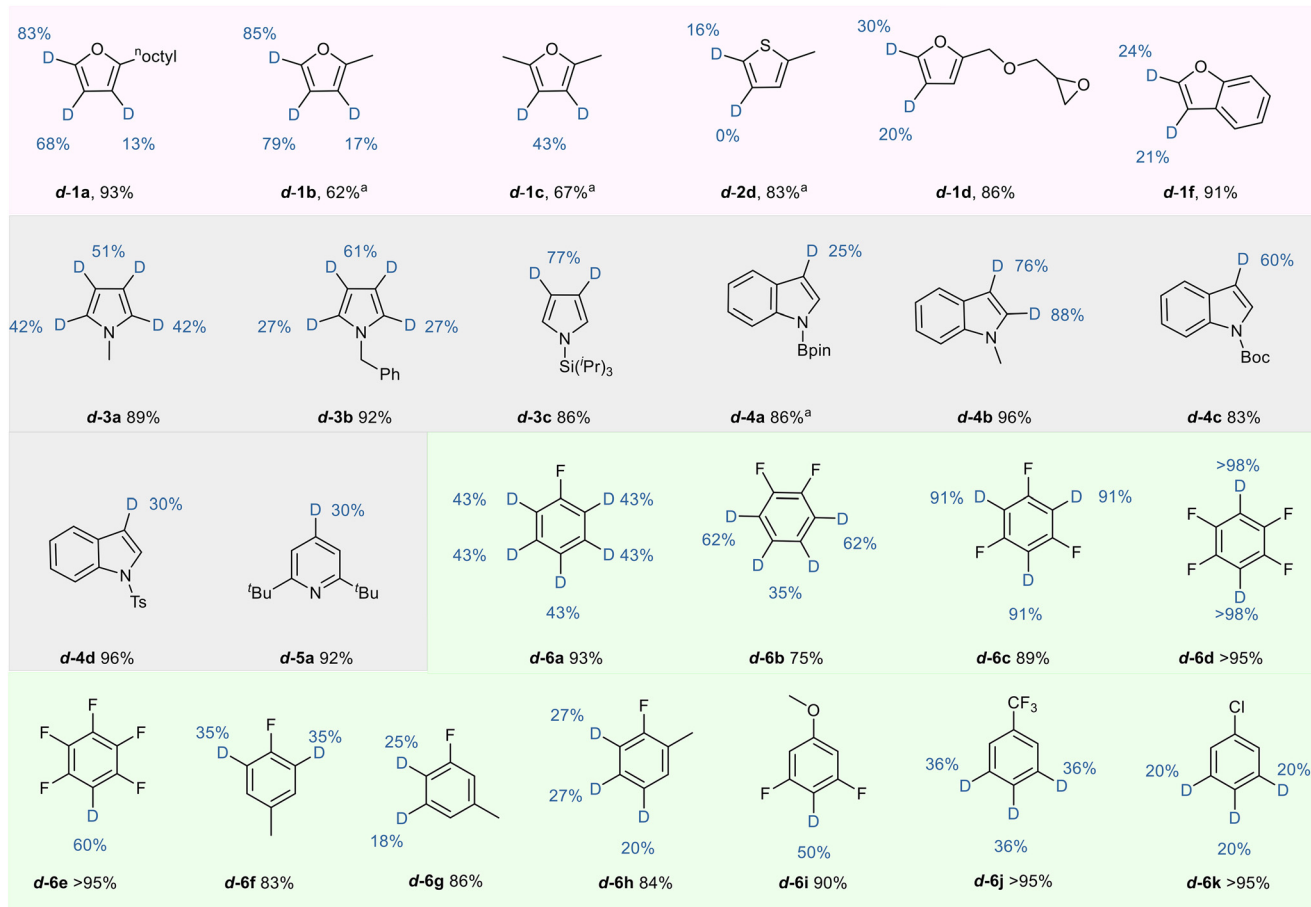 83%
D
O
ⁿoctyl
D
D
68%
13%
d-1a, 93%
85%
D
O
D
D
79%
17%
d-1b, 62%ᵃ
O
D
D
43%
d-1c, 67%ᵃ
16%
D
S
D
0%
d-2d, 83%ᵃ
30%
D
O
O
O
D
20%
d-1d, 86%
24%
D
O
D
21%
d-1f, 91%
51%
D
D
42%
D
D
42%
N
d-3a 89%
61%
D
D
27%
D
D
27%
N
Ph
d-3b 92%
77%
D
D
N
Si(ⁱPr)₃
d-3c 86%
D
25%
N
Bpin
d-4a 86%ᵃ
D
76%
D
88%
N
d-4b 96%
D
60%
N
Boc
d-4c 83%
D
30%
N
Ts
d-4d 96%
D
30%
ᵗBu
N
ᵗBu
d-5a 92%
F
43%
D
D
43%
43%
D
D
43%
D
43%
d-6a 93%
F
F
D
D
62%
62%
D
D
35%
d-6b 75%
F
91%
D
D
91%
F
F
D
91%
d-6c 89%
>98%
D
F
F
F
F
D
>98%
d-6d >95%
F
F
F
F
F
D
60%
d-6e >95%
35%
F
35%
D
D
d-6f 83%
F
25%
D
D
18%
d-6g 86%
27%
F
D
27%
D
D
20%
d-6h 84%
O
F
F
D
50%
d-6i 90%
CF₃
36%
36%
D
D
D
36%
d-6j >95%
Cl
20%
20%
D
D
D
20%
d-6k >95%